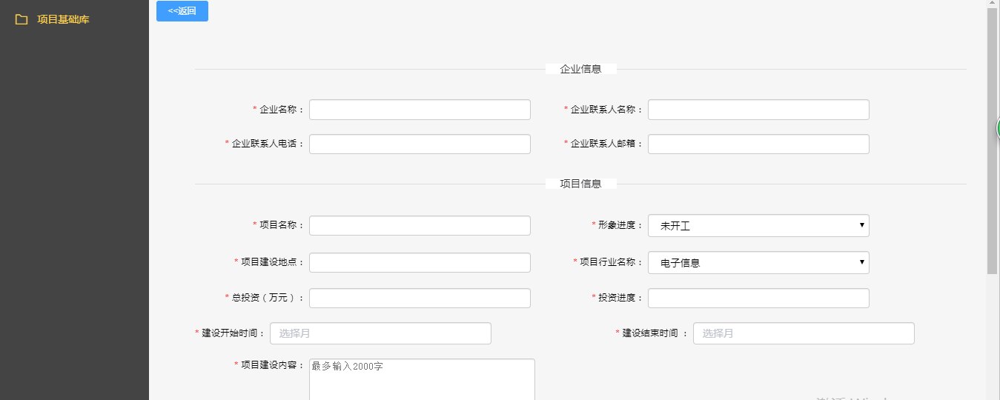 <<返回
项目基础库
企业信息
* 企业名称：
* 企业联系人名称：
* 企业联系人电话：
* 企业联系人邮箱：
项目信息
* 项目名称：
* 形象进度： 未开工
* 项目建设地点：
* 项目行业名称： 电子信息
* 总投资（万元）：
* 投资进度：
* 建设开始时间： 选择月
* 建设结束时间 ： 选择月
* 项目建设内容： 最多输入2000字